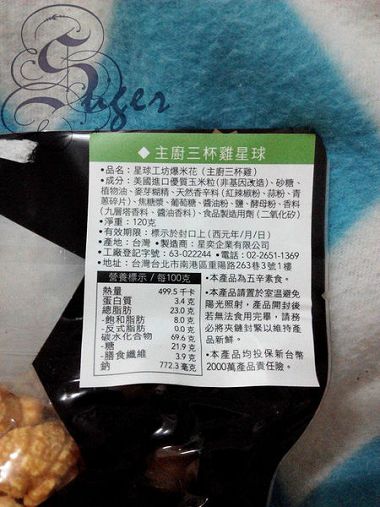 Suger
◆主廚三杯雞星球
•品名：星球工坊爆米花（主廚三杯雞）
•成分：美國進口優質玉米粒(非基因改造)、砂糖、
植物油、麥芽糊精、天然香辛料(紅辣椒粉、蒜粉、青
蔥碎片)、焦糖漿、葡萄糖、醬油粉、鹽、酵母粉、香料
(九層塔香料、醬油香料)、食品製造用劑(二氧化矽)
•淨重：120克
•有效期限：標示於封口上(西元年/月/日)
•產地：台灣 •製造商：星奕企業有限公司
•工廠登記字號：63-022244 •電話：02-2651-1369
•地址：台灣台北市南港區重陽路263巷3號1樓
營養標示 / 每100克
熱量 499.5 千卡
蛋白質 3.4 克
總脂肪 23.0 克
-飽和脂肪 8.0 克
-反式脂肪 0.0 克
碳水化合物 69.6 克
-糖 21.9 克
-膳食纖維 3.9 克
鈉 772.3 毫克
•本產品為五辛素食。
•本產品請置於室溫避免
陽光照射，產品開封後
若無法食用完畢，請務
必將夾鏈封緊以維持產
品新鮮。
•本產品均投保新台幣
2000萬產品責任險。